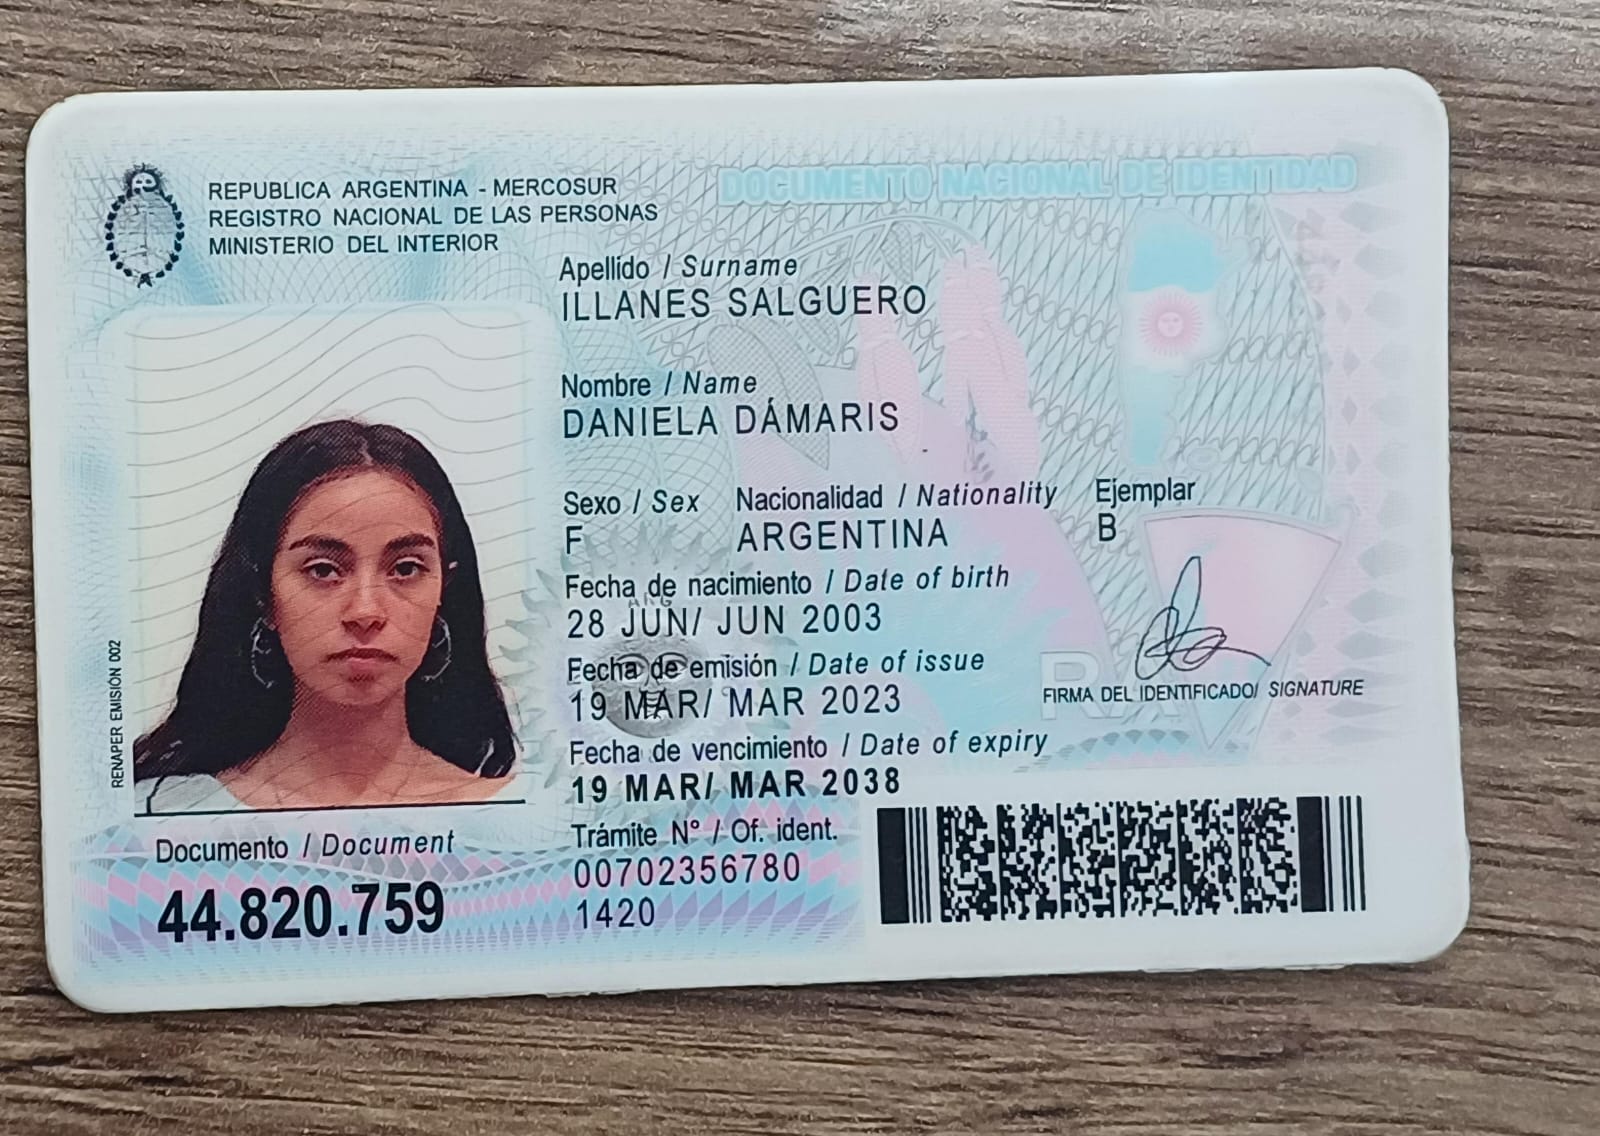 REPUBLICA ARGENTINA - MERCOSUR
REGISTRO NACIONAL DE LAS PERSONAS
MINISTERIO DEL INTERIOR
DOCUMENTO NACIONAL DE IDENTIDAD
Apellido / Surname
ILLANES SALGUERO
Nombre / Name
DANIELA DÁMARIS
Sexo / Sex Nacionalidad / Nationality Ejemplar
F ARGENTINA B
Fecha de nacimiento / Date of birth
ARG
28 JUN/ JUN 2003
Fecha de emisión / Date of issue
19 MAR/ MAR 2023
FIRMA DEL IDENTIFICADO/ SIGNATURE
Fecha de vencimiento / Date of expiry
19 MAR/ MAR 2038
RENAPER EMISION 002
Documento / Document
44.820.759
Trámite Nº / Of. ident.
00702356780
1420